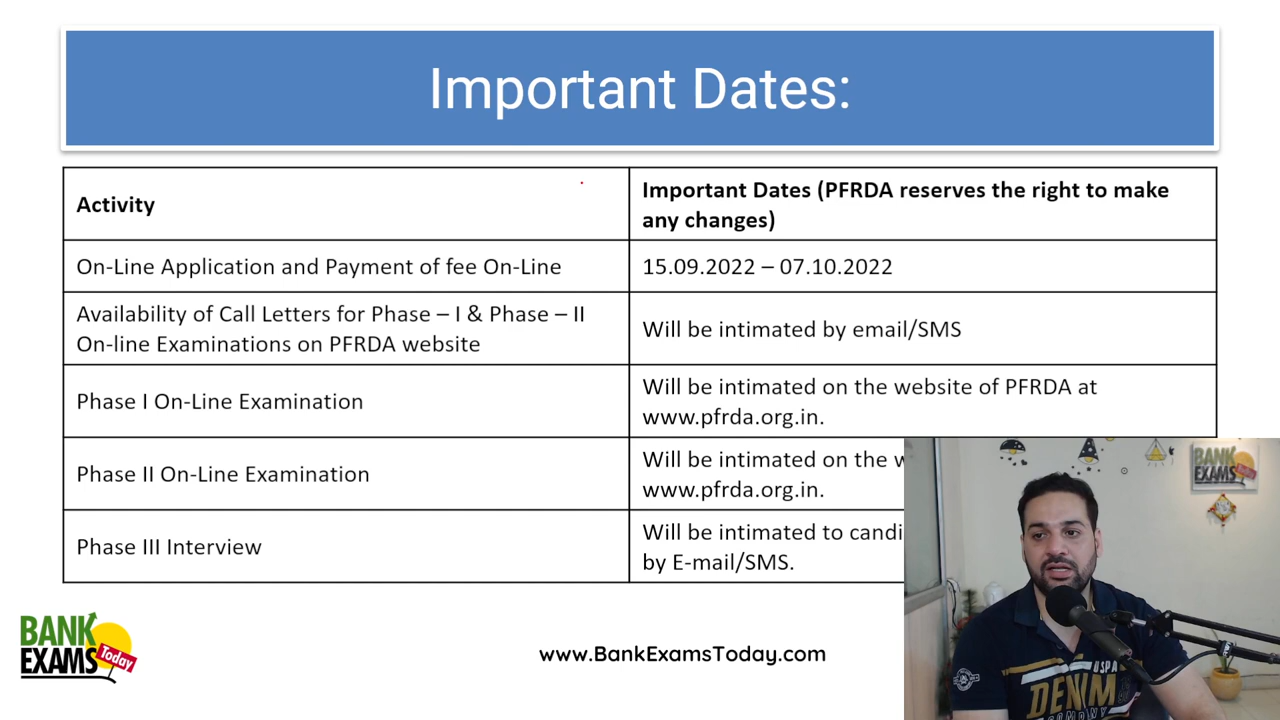 Important Dates:
Activity
Important Dates (PFRDA reserves the right to make
any changes)
On-Line Application and Payment of fee On-Line
15.09.2022 – 07.10.2022
Availability of Call Letters for Phase – I & Phase – II
On-line Examinations on PFRDA website
Will be intimated by email/SMS
Phase I On-Line Examination
Will be intimated on the website of PFRDA at
www.pfrda.org.in.
Phase II On-Line Examination
Will be intimated on the
www.pfrda.org.in.
Phase III Interview
Will be intimated to
by E-mail/SMS.
BANK
EXAMS
Today
www.BankExamsToday.com
BANK
EXAMS
Today
USPA
DENIM